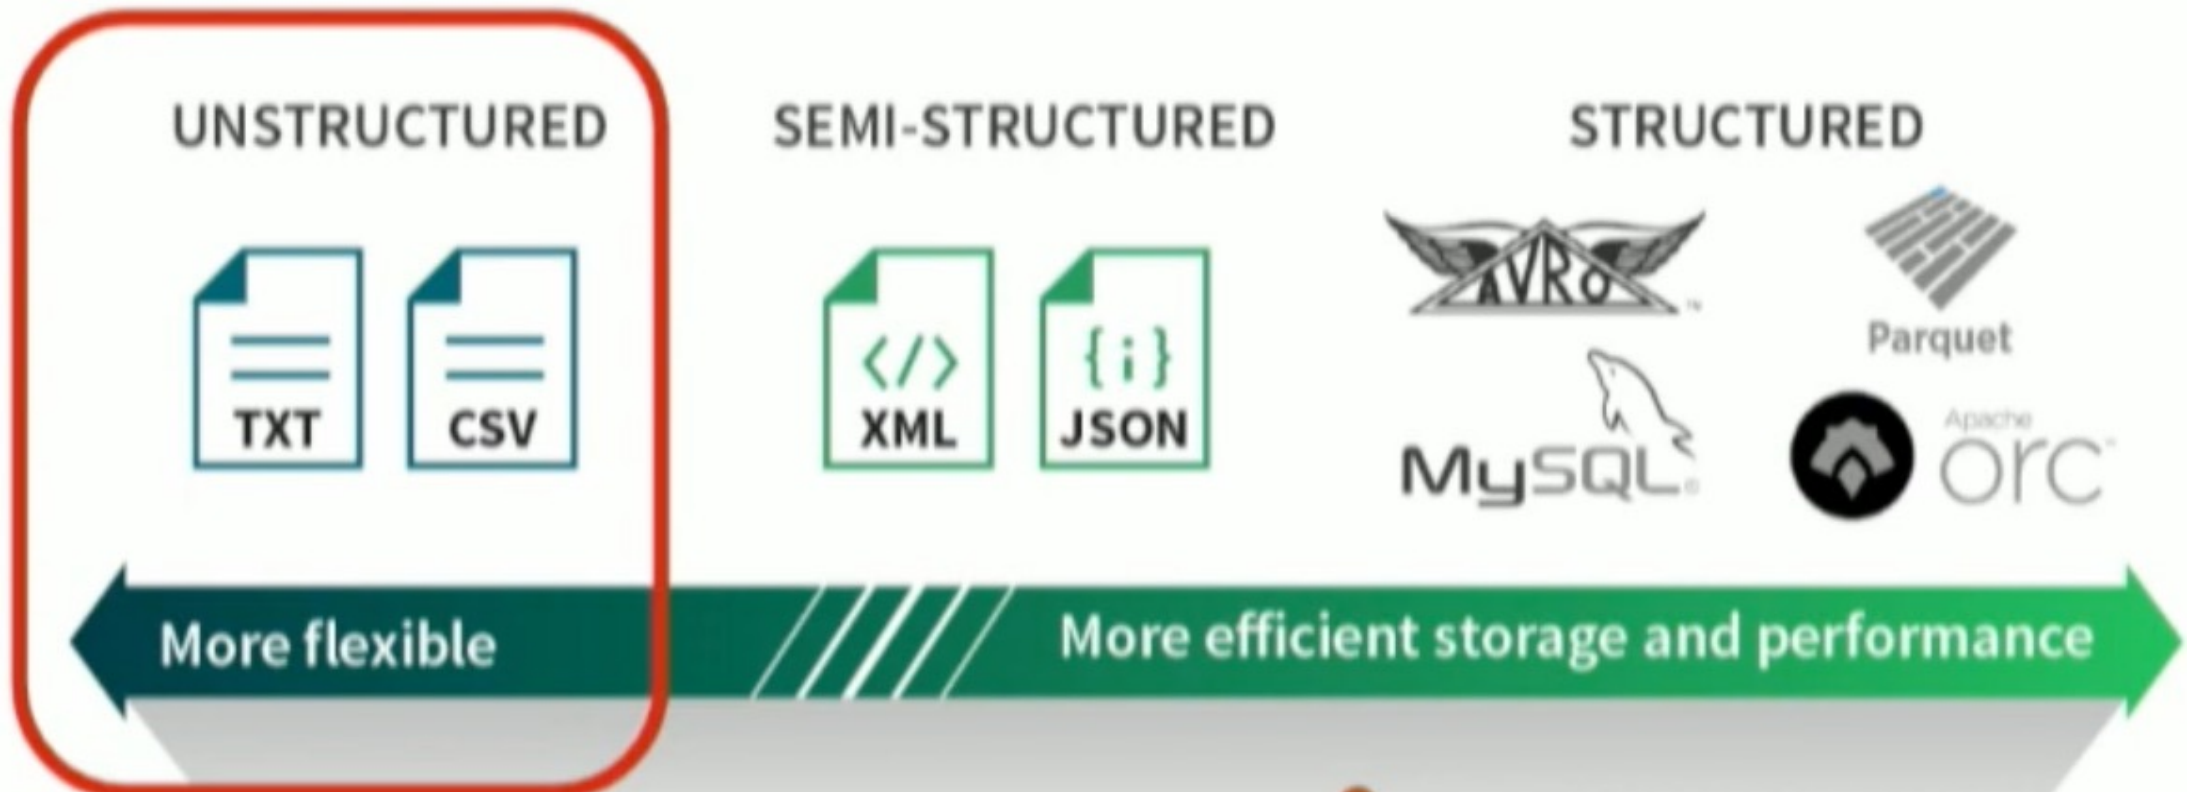 UNSTRUCTURED
TXT
CSV
SEMI-STRUCTURED
</>
XML
{i}
JSON
STRUCTURED
AVRO
Parquet
MySQL
Apache
orc
More flexible
More efficient storage and performance